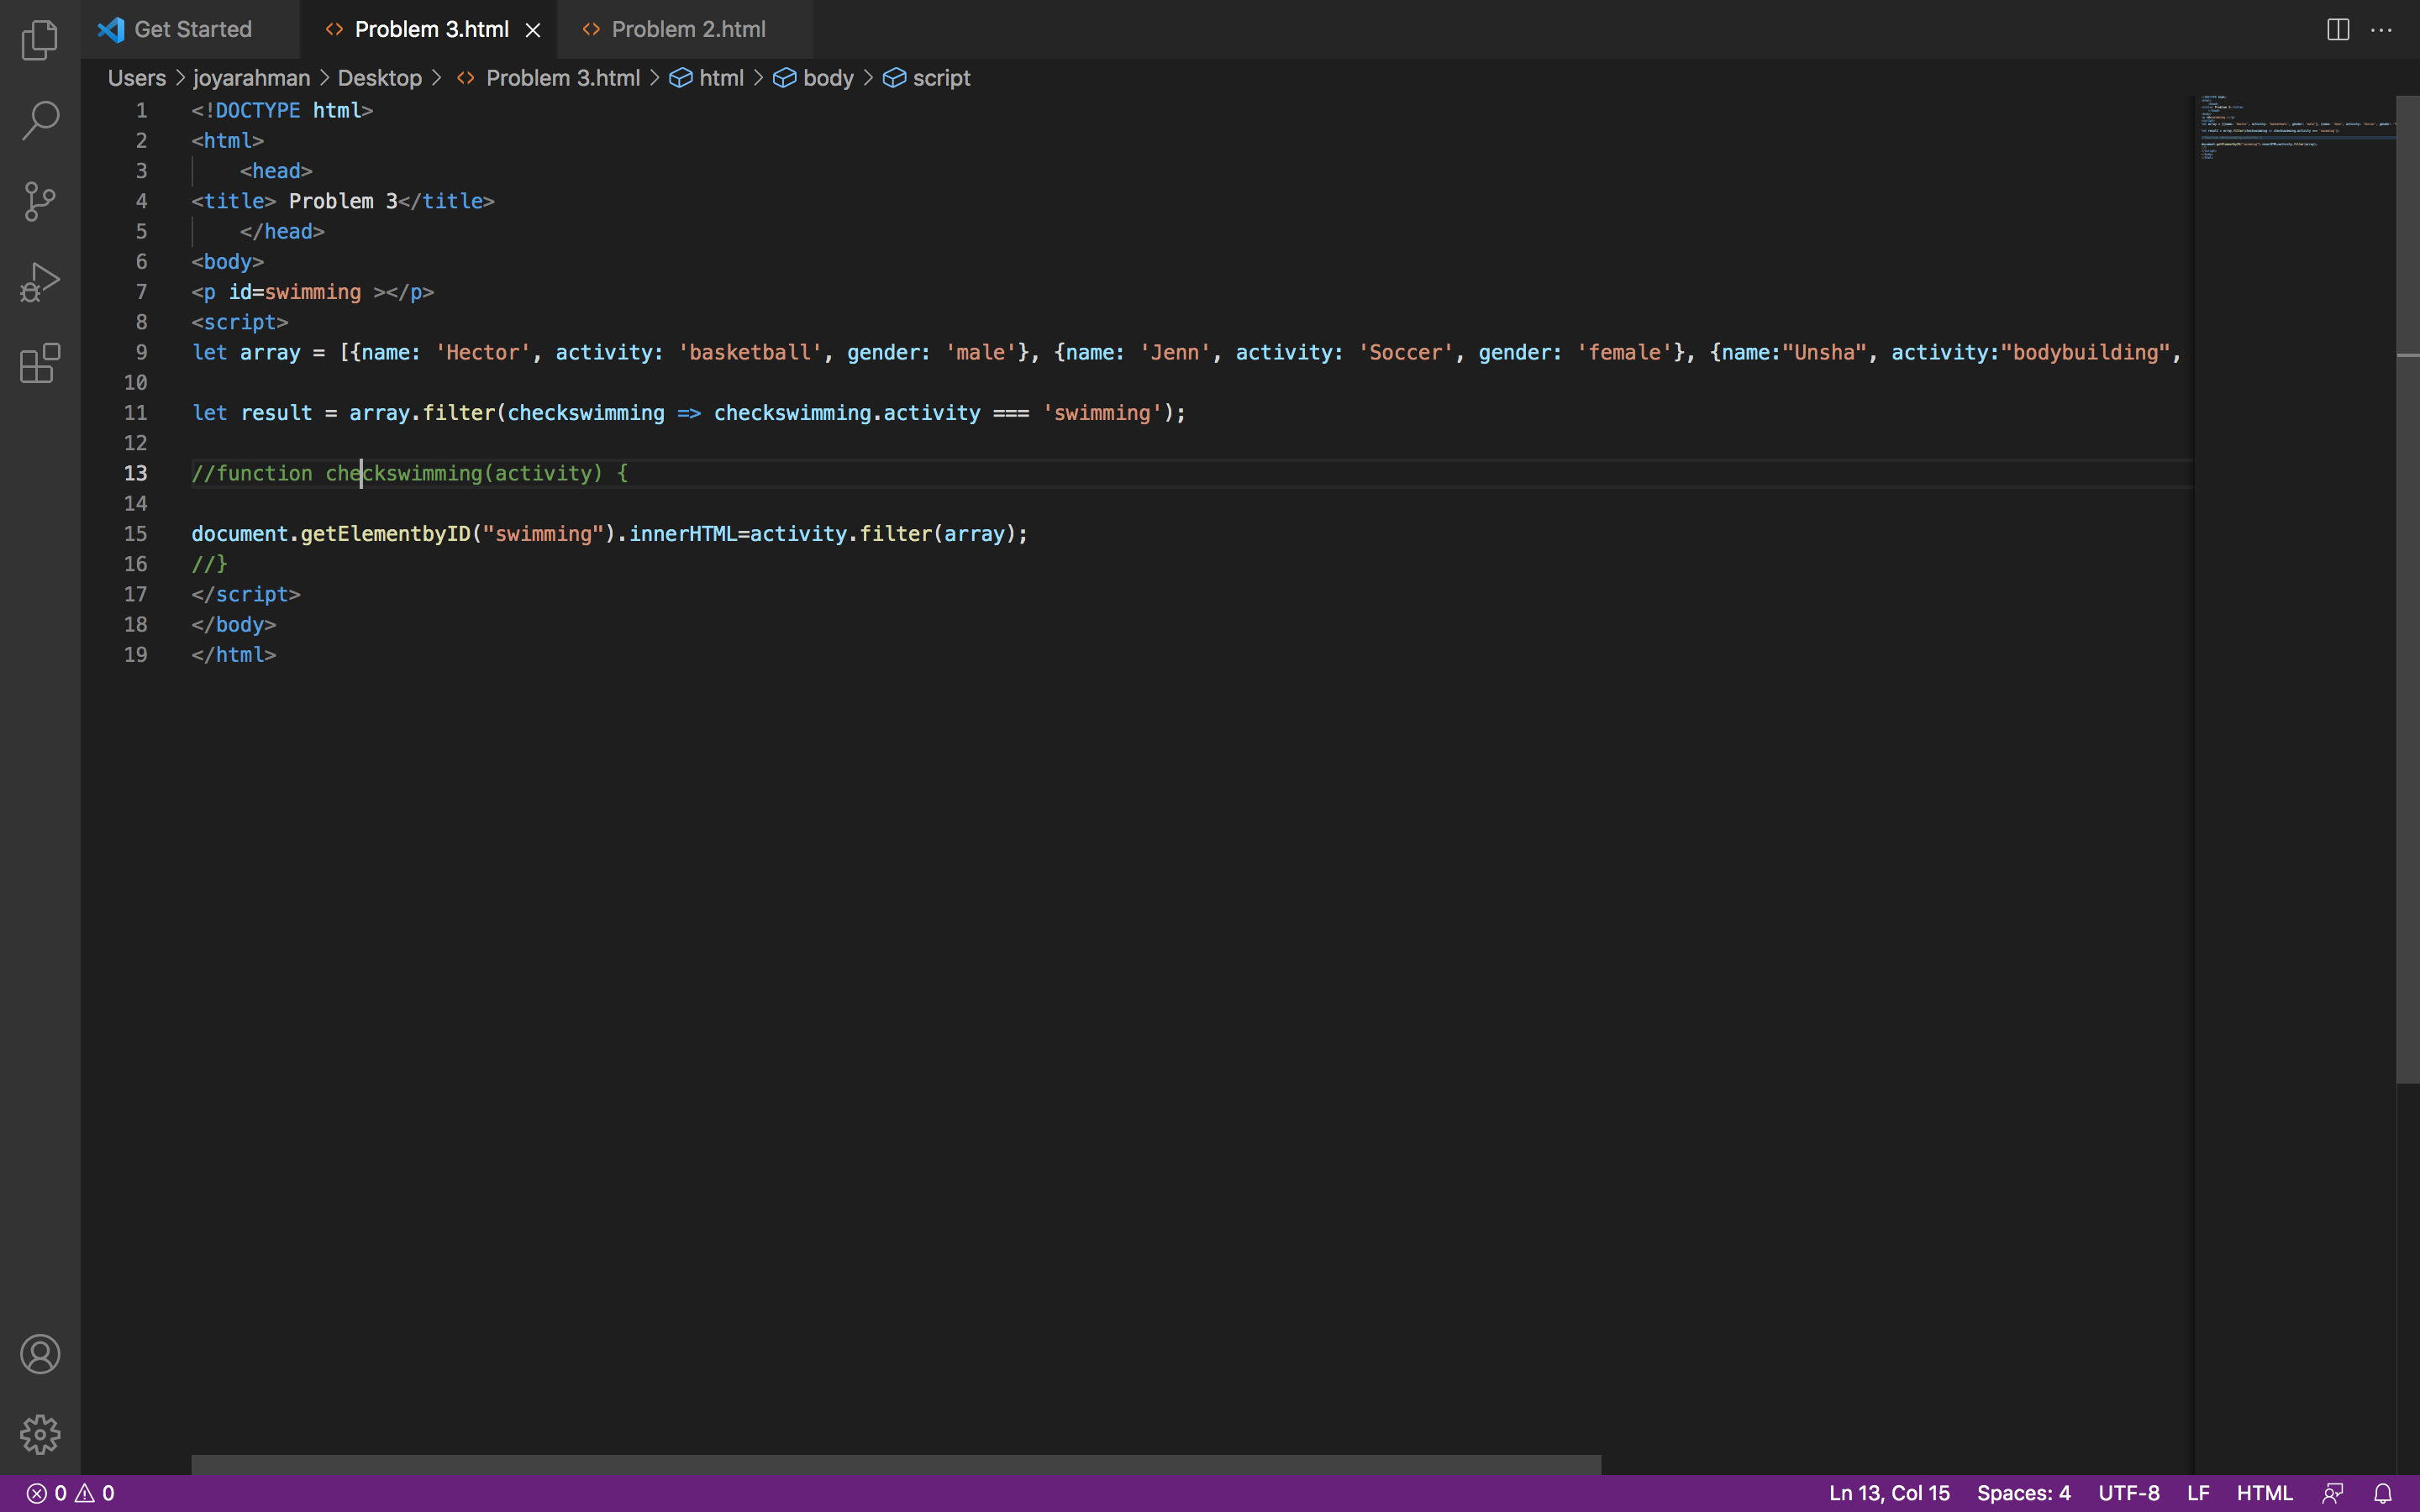 Get Started
Problem 3.html
Problem 2.html
Users > joyarahman > Desktop > <> Problem 3.html > html > body > script
1 <!DOCTYPE html>
2 <html>
3 <head>
4 <title> Problem 3</title>
5 </head>
6 <body>
7 <p id=swimming ></p>
8 <script>
9 let array = [{name: 'Hector', activity: 'basketball', gender: 'male'}, {name: 'Jenn', activity: 'Soccer', gender: 'female'}, {name:"Unsha", activity:"bodybuilding",
10
11 let result = array.filter(checkswimming => checkswimming.activity === 'swimming');
12
13 //function checkswimming(activity) {
14
15 document.getElementbyID("swimming").innerHTML=activity.filter(array);
16 //}
17 </script>
18 </body>
19 </html>
0 0 Ln 13, Col 15 Spaces: 4 UTF-8 LF HTML